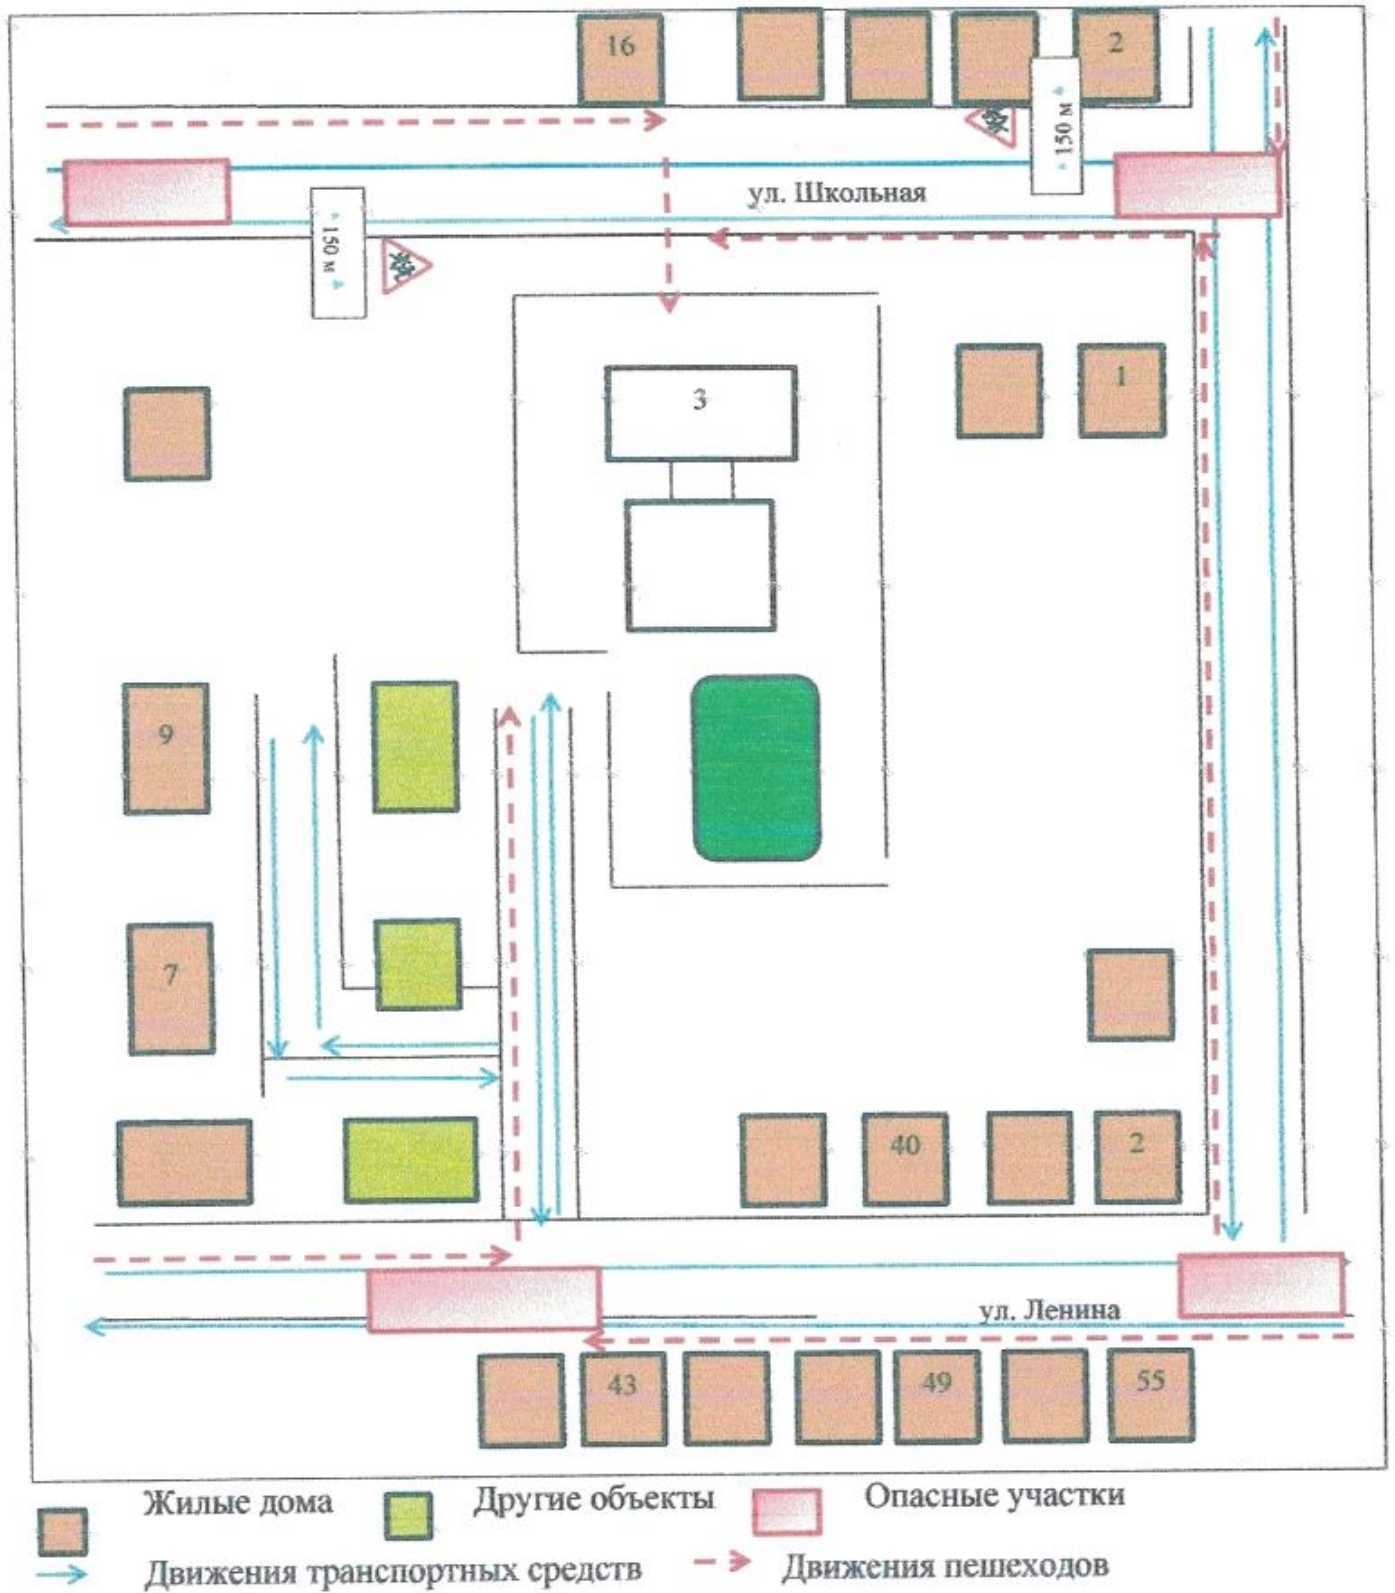 16
2
150 м
ул. Школьная
150 м
3
1
9
7
40
2
ул. Ленина
43
49
55
Жилые дома
Другие объекты
Опасные участки
Движения транспортных средств
Движения пешеходов